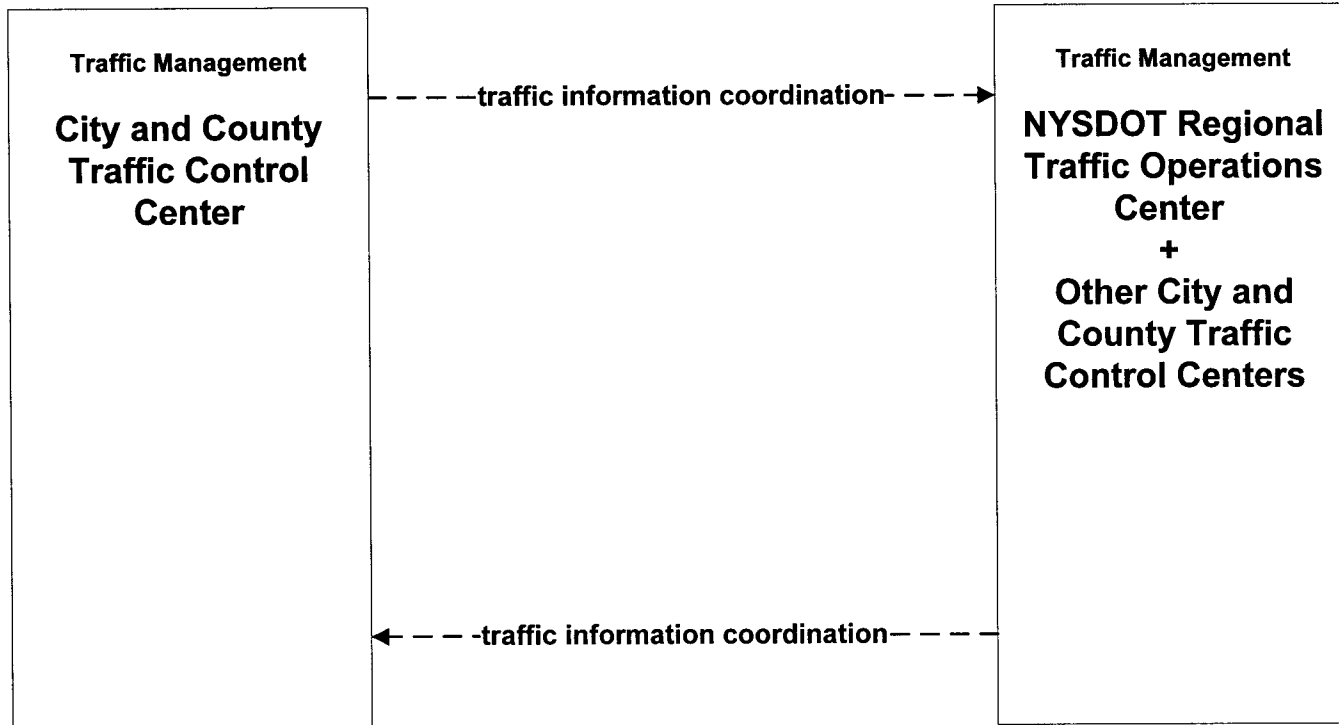 Traffic Management
City and County
Traffic Control
Center
traffic information coordination
Traffic Management
NYSDOT Regional
Traffic Operations
Center
+
Other City and
County Traffic
Control Centers
traffic information coordination